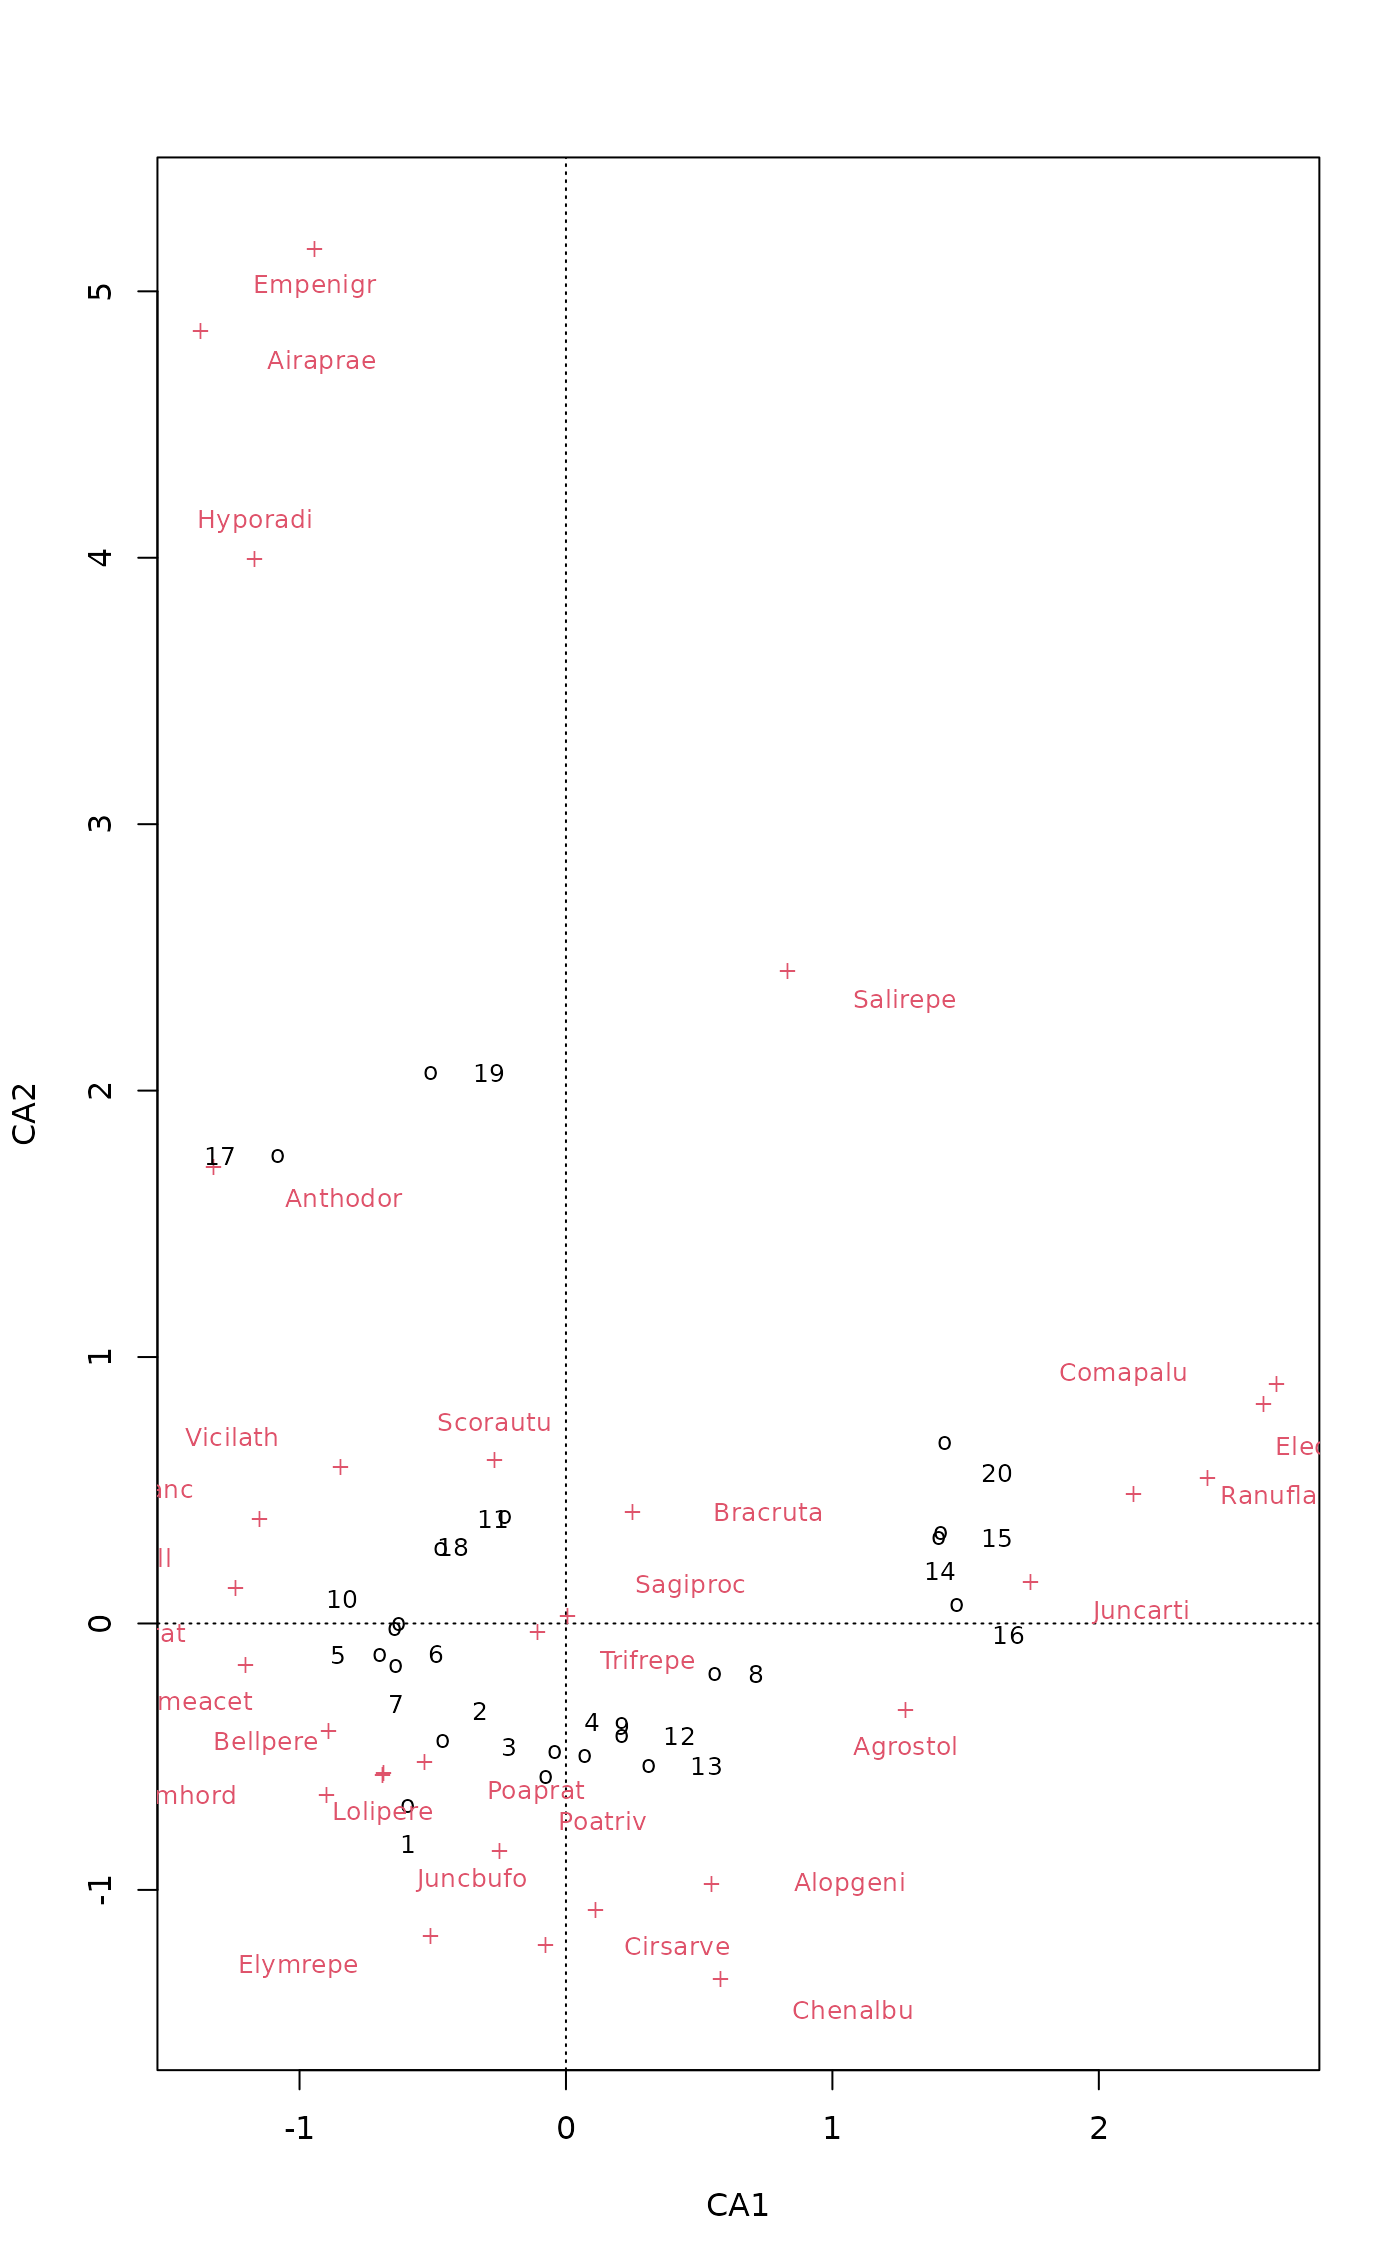 5
Empenigr
Airaprae
Hyporadi
4
3
Salirepe
19
2
CA2
17
Anthodor
1
Comapalu
Scorautu
Vicilath
Elec
20
anc
Ranufla
Bracruta
11
15
18
ll
14
Sagiproc
10
Juncarti
0
at
16
5
6
Trifrepe
8
meacet
7
2
4
9
12
Bellpere
3
Agrostol
13
Poaprat
mhord
Lolipere
Poatriv
1
Juncbufo
Alopgeni
-1
Cirsarve
Elymrepe
Chenalbu
-1 0 1 2
CA1